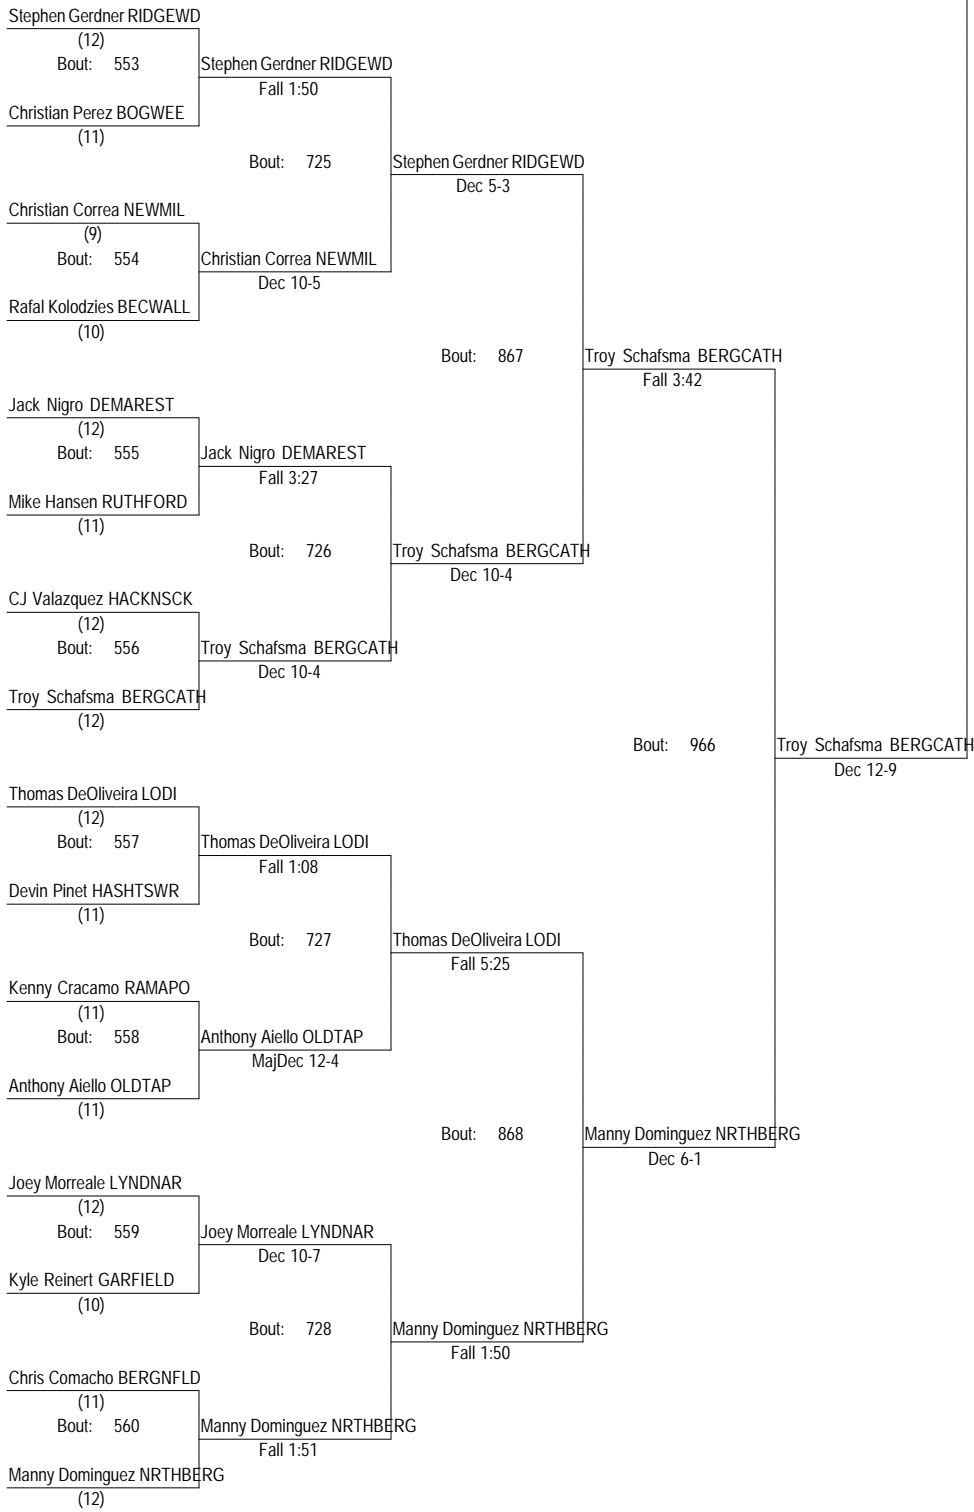 Stephen Gerdner RIDGEWD
(12)
Bout: 553
Stephen Gerdner RIDGEWD
Fall 1:50
Christian Perez BOGWEE
(11)
Bout: 725
Stephen Gerdner RIDGEWD
Dec 5-3
Christian Correa NEWMIL
(9)
Bout: 554
Christian Correa NEWMIL
Dec 10-5
Rafal Kolodzies BECWALL
(10)
Bout: 867
Troy Schafsma BERGCATH
Fall 3:42
Jack Nigro DEMAREST
(12)
Bout: 555
Jack Nigro DEMAREST
Fall 3:27
Mike Hansen RUTHFORD
(11)
Bout: 726
Troy Schafsma BERGCATH
Dec 10-4
CJ Valazquez HACKNSCK
(12)
Bout: 556
Troy Schafsma BERGCATH
Dec 10-4
Troy Schafsma BERGCATH
(12)
Bout: 966
Troy Schafsma BERGCATH
Dec 12-9
Thomas DeOliveira LODI
(12)
Bout: 557
Thomas DeOliveira LODI
Fall 1:08
Devin Pinet HASHTSWR
(11)
Bout: 727
Thomas DeOliveira LODI
Fall 5:25
Kenny Cracamo RAMAPO
(11)
Bout: 558
Anthony Aiello OLDTAP
MajDec 12-4
Anthony Aiello OLDTAP
(11)
Bout: 868
Manny Dominguez NRTHBERG
Dec 6-1
Joey Morreale LYNDNAR
(12)
Bout: 559
Joey Morreale LYNDNAR
Dec 10-7
Kyle Reinert GARFIELD
(10)
Bout: 728
Manny Dominguez NRTHBERG
Fall 1:50
Chris Comacho BERGNFLD
(11)
Bout: 560
Manny Dominguez NRTHBERG
Fall 1:51
Manny Dominguez NRTHBERG
(12)